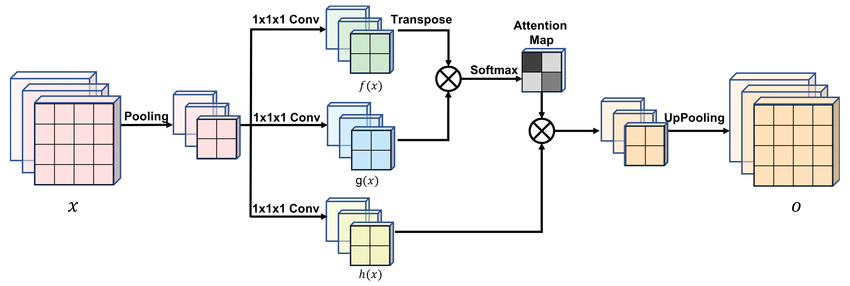 1x1x1 Conv
Transpose
f(x)
Attention
Map
Softmax
Pooling
1x1x1 Conv
g(x)
UpPooling
x
1x1x1 Conv
h(x)
o